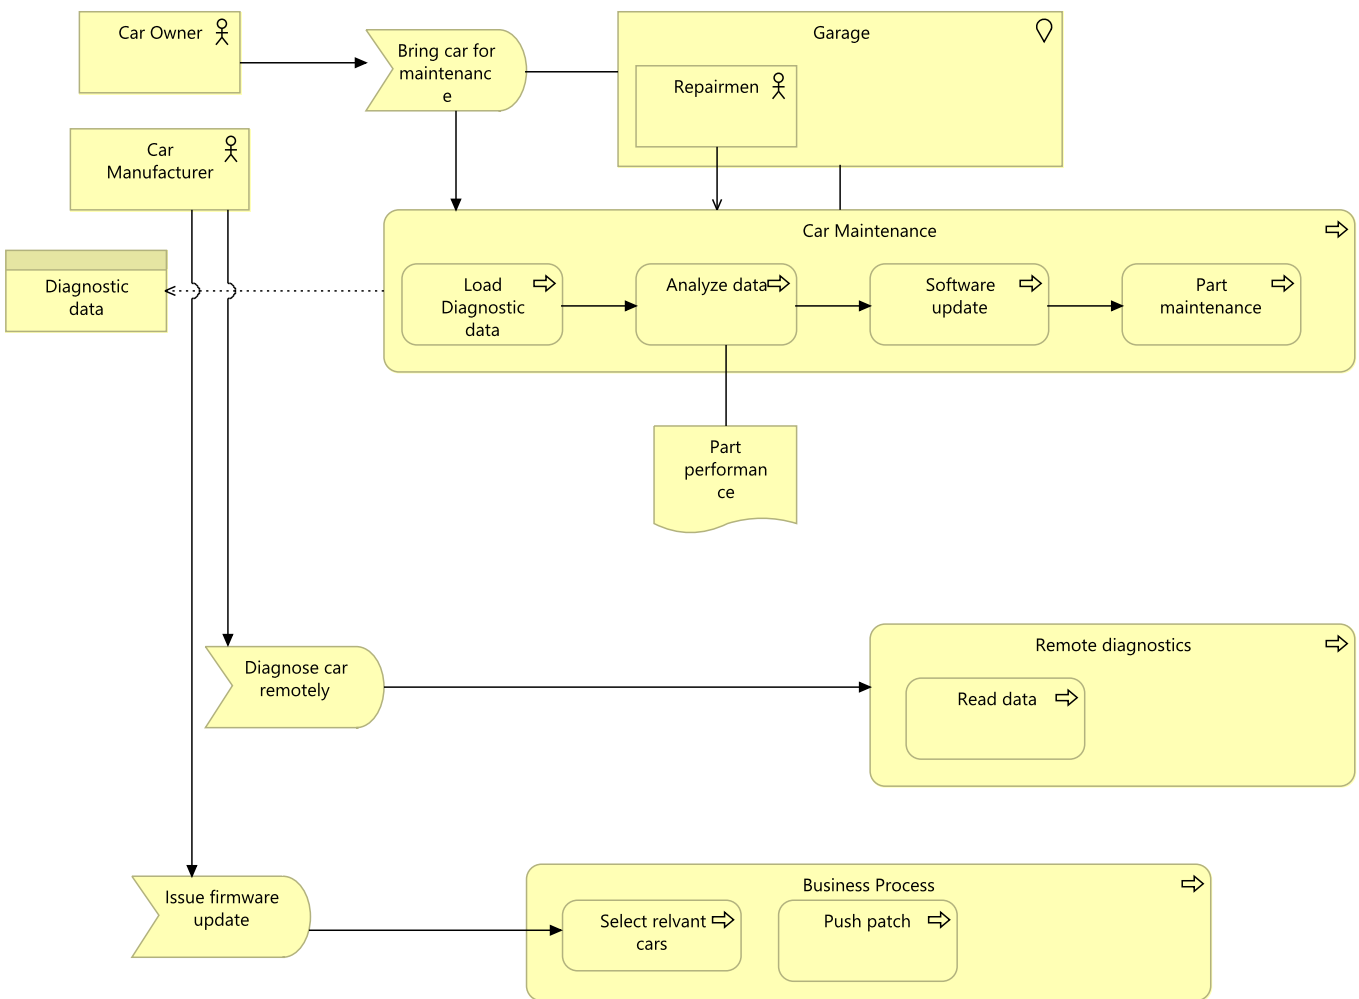 Car Owner
Bring car for
maintenanc
e
Garage
Repairmen
Car
Manufacturer
Car Maintenance
Diagnostic
data
Load
Diagnostic
data
Analyze data
Software
update
Part
maintenance
Part
performan
ce
Diagnose car
remotely
Remote diagnostics
Read data
Issue firmware
update
Business Process
Select relvant
cars
Push patch